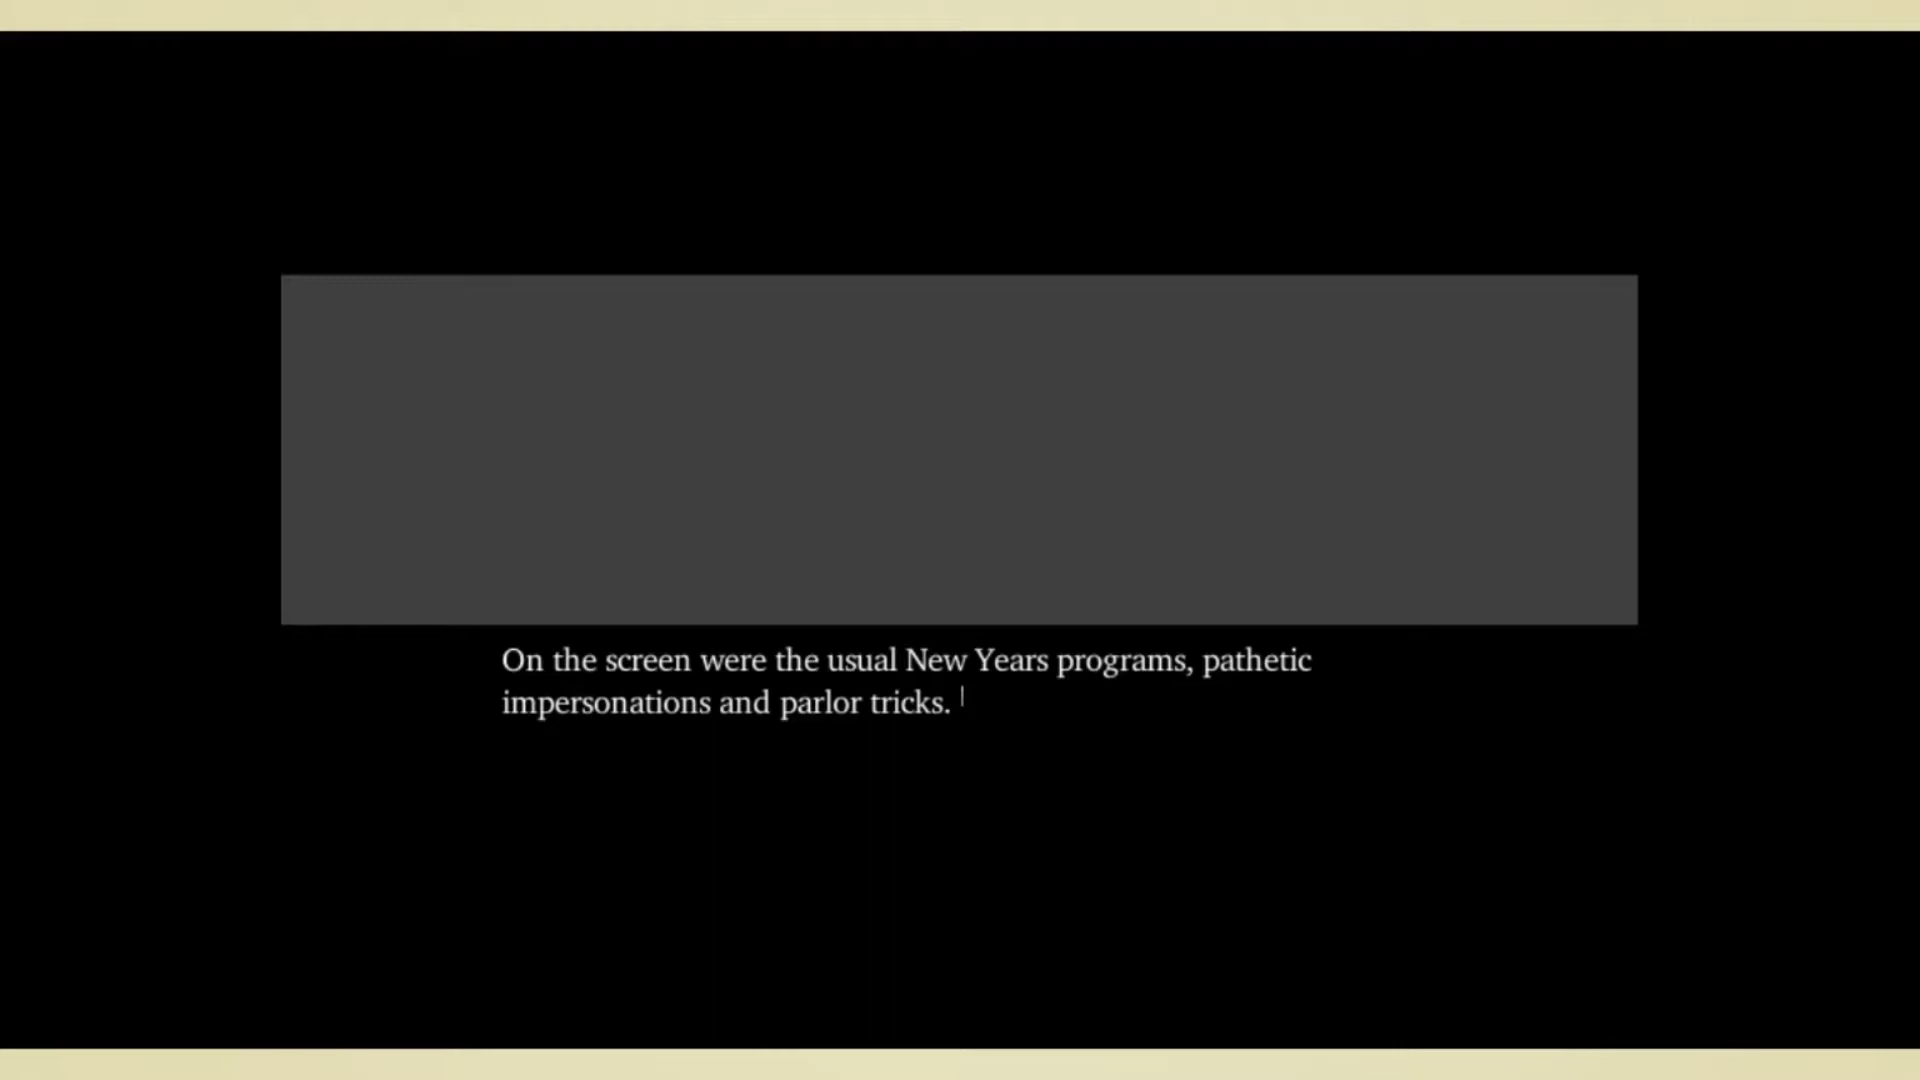 On the screen were the usual New Years programs, pathetic
impersonations and parlor tricks.